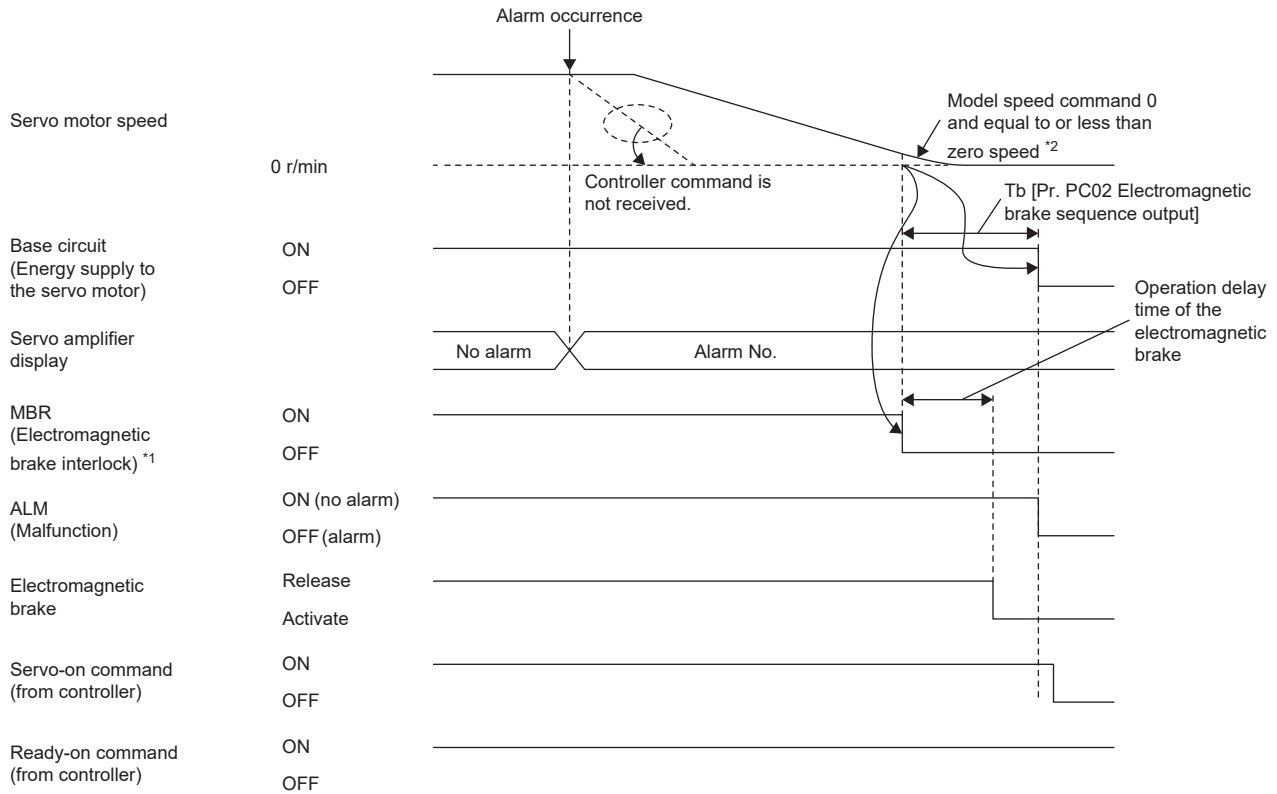 Alarm occurrence
Servo motor speed
0 r/min
Model speed command 0
and equal to or less than
zero speed *2
Controller command is
not received.
Tb [Pr. PC02 Electromagnetic
brake sequence output]
Base circuit
(Energy supply to
the servo motor)
ON
OFF
Operation delay
time of the
electromagnetic
brake
Servo amplifier
display
No alarm
Alarm No.
MBR
(Electromagnetic
brake interlock) *1
ON
OFF
ALM
(Malfunction)
ON (no alarm)
OFF (alarm)
Electromagnetic
brake
Release
Activate
Servo-on command
(from controller)
ON
OFF
Ready-on command
(from controller)
ON
OFF